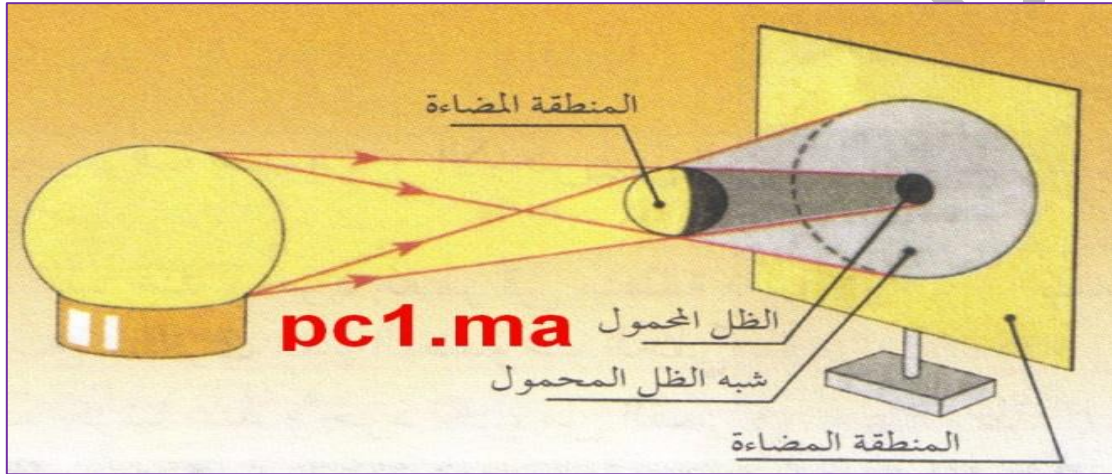 المنطقة المضاءة
pc1.ma
الظل المحمول
شبه الظل المحمول
المنطقة المضاءة